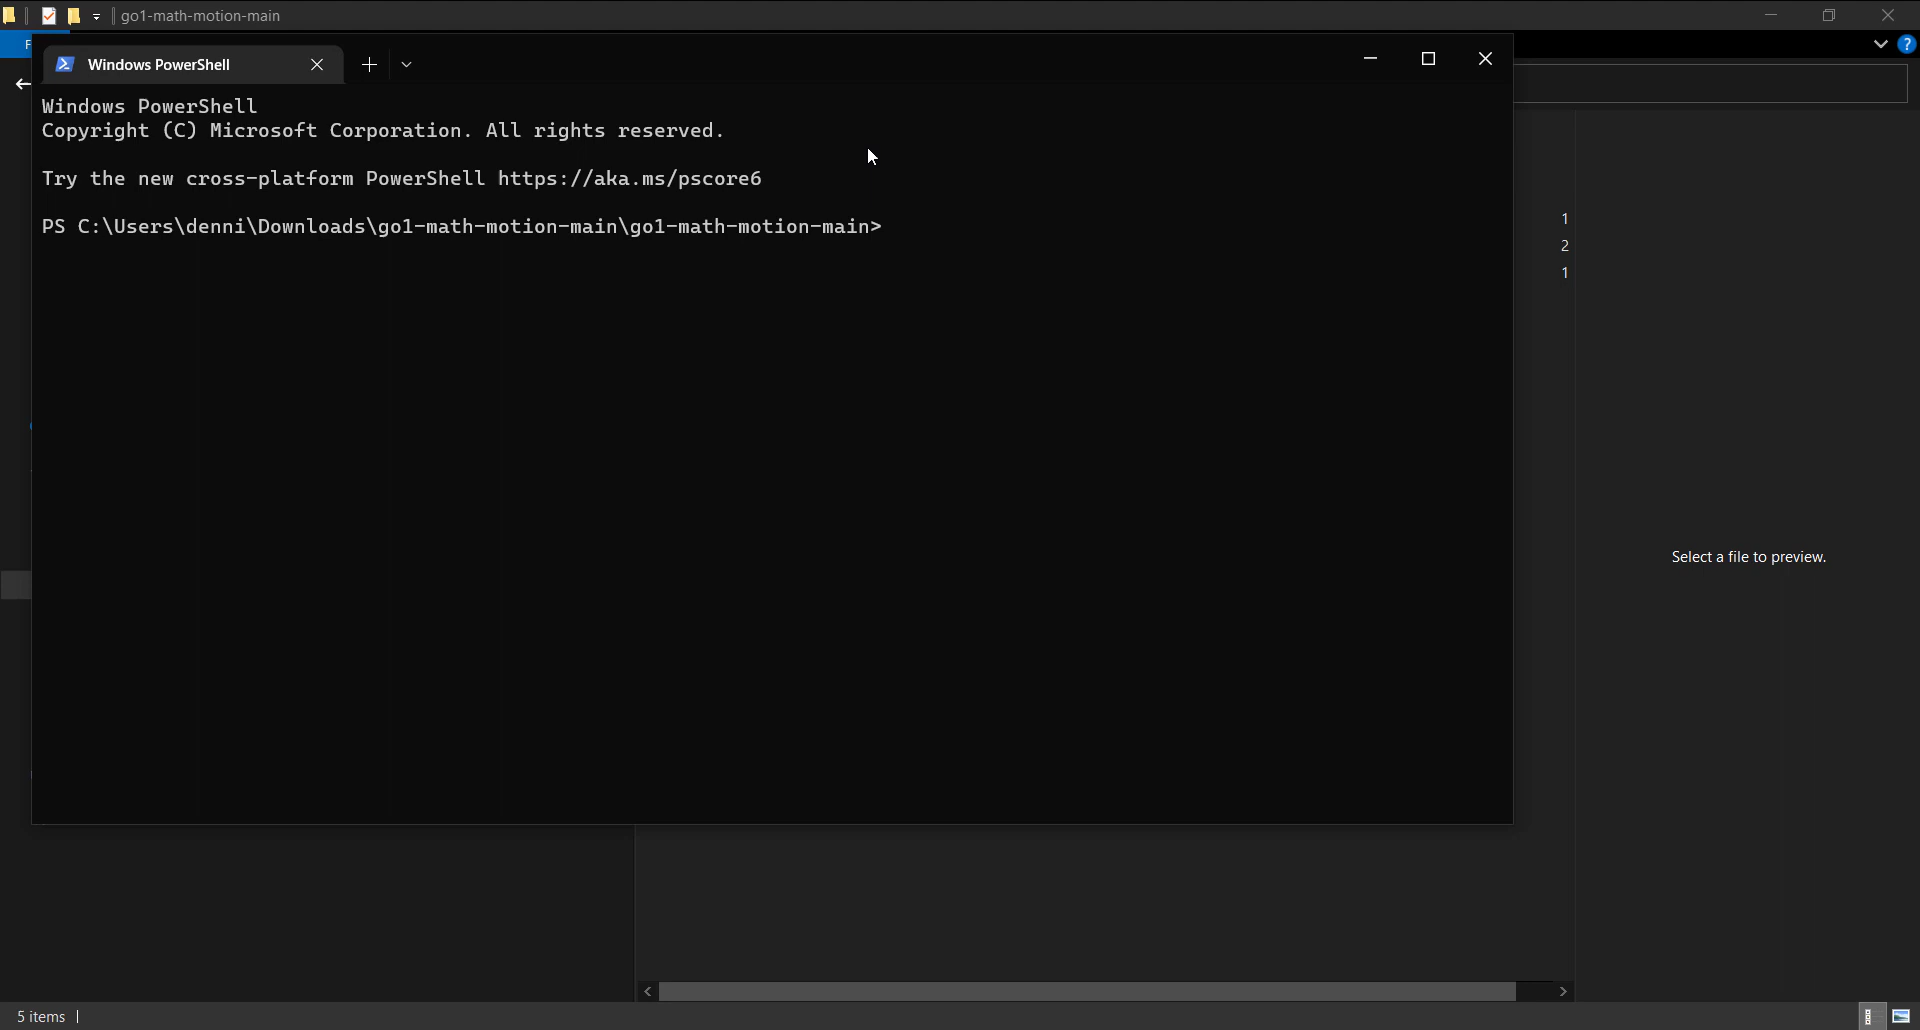 go1-math-motion-main
F
Windows PowerShell
Windows PowerShell
Copyright (C) Microsoft Corporation. All rights reserved.
Try the new cross-platform PowerShell https://aka.ms/pscore6
PS C:\Users\denni\Downloads\go1-math-motion-main\go1-math-motion-main>
1
2
1
Select a file to preview.
5 items